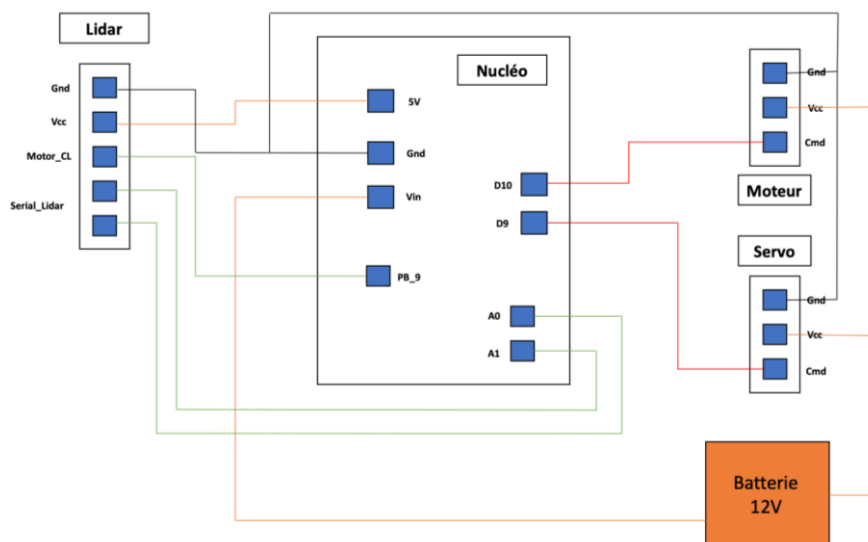 Lidar
Gnd
Vcc
Motor_CL
Serial_Lidar
Nucléo
5V
Gnd
Vin
PB_9
D10
D9
A0
A1
Gnd
Vcc
Cmd
Moteur
Servo
Gnd
Vcc
Cmd
Batterie
12V